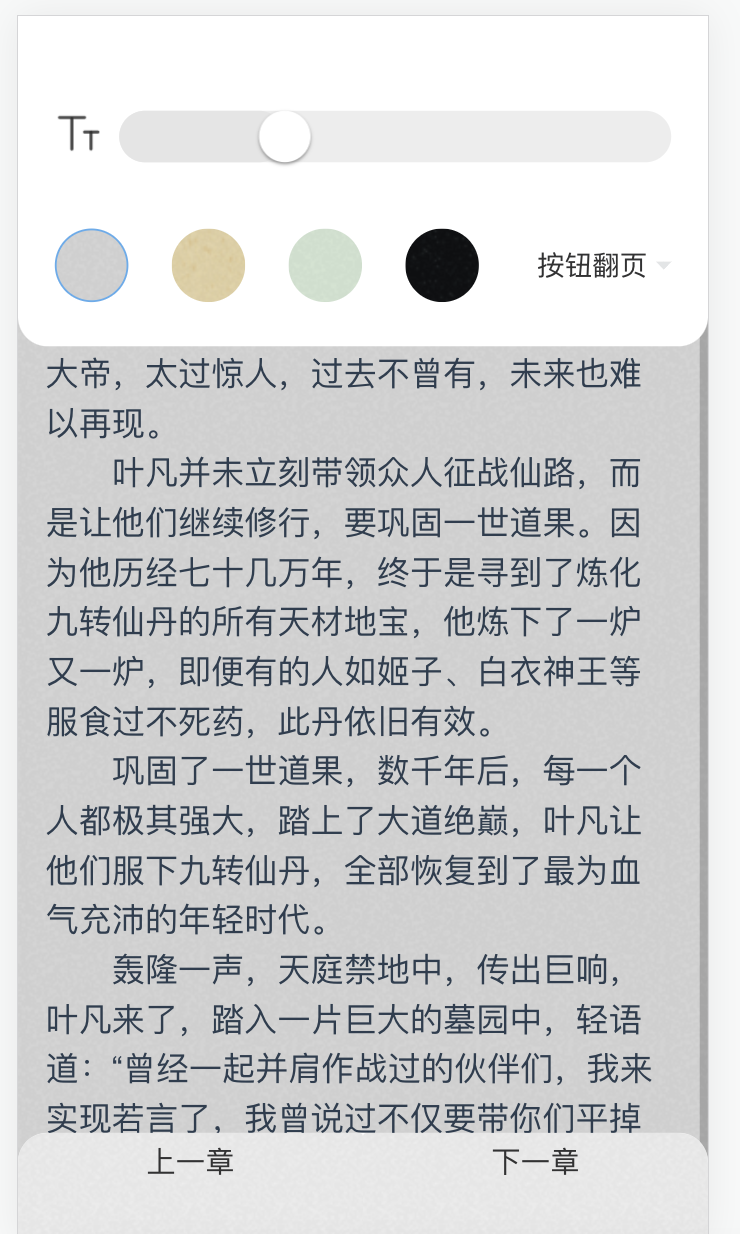 TT
按钮翻页
大帝，太过惊人，过去不曾有，未来也难
以再现。
叶凡并未立刻带领众人征战仙路，而
是让他们继续修行，要巩固一世道果。因
为他历经七十几万年，终于是寻到了炼化
九转仙丹的所有天材地宝，他炼下了一炉
又一炉，即便有的人如姬子、白衣神王等
服食过不死药，此丹依旧有效。
巩固了一世道果，数千年后，每一个
人都极其强大，踏上了大道绝巅，叶凡让
他们服下九转仙丹，全部恢复到了最为血
气充沛的年轻时代。
轰隆一声，天庭禁地中，传出巨响，
叶凡来了，踏入一片巨大的墓园中，轻语
道：“曾经一起并肩作战过的伙伴们，我来
实现若言了，我曾说过不仅要带你们平掉
上一章
下一章